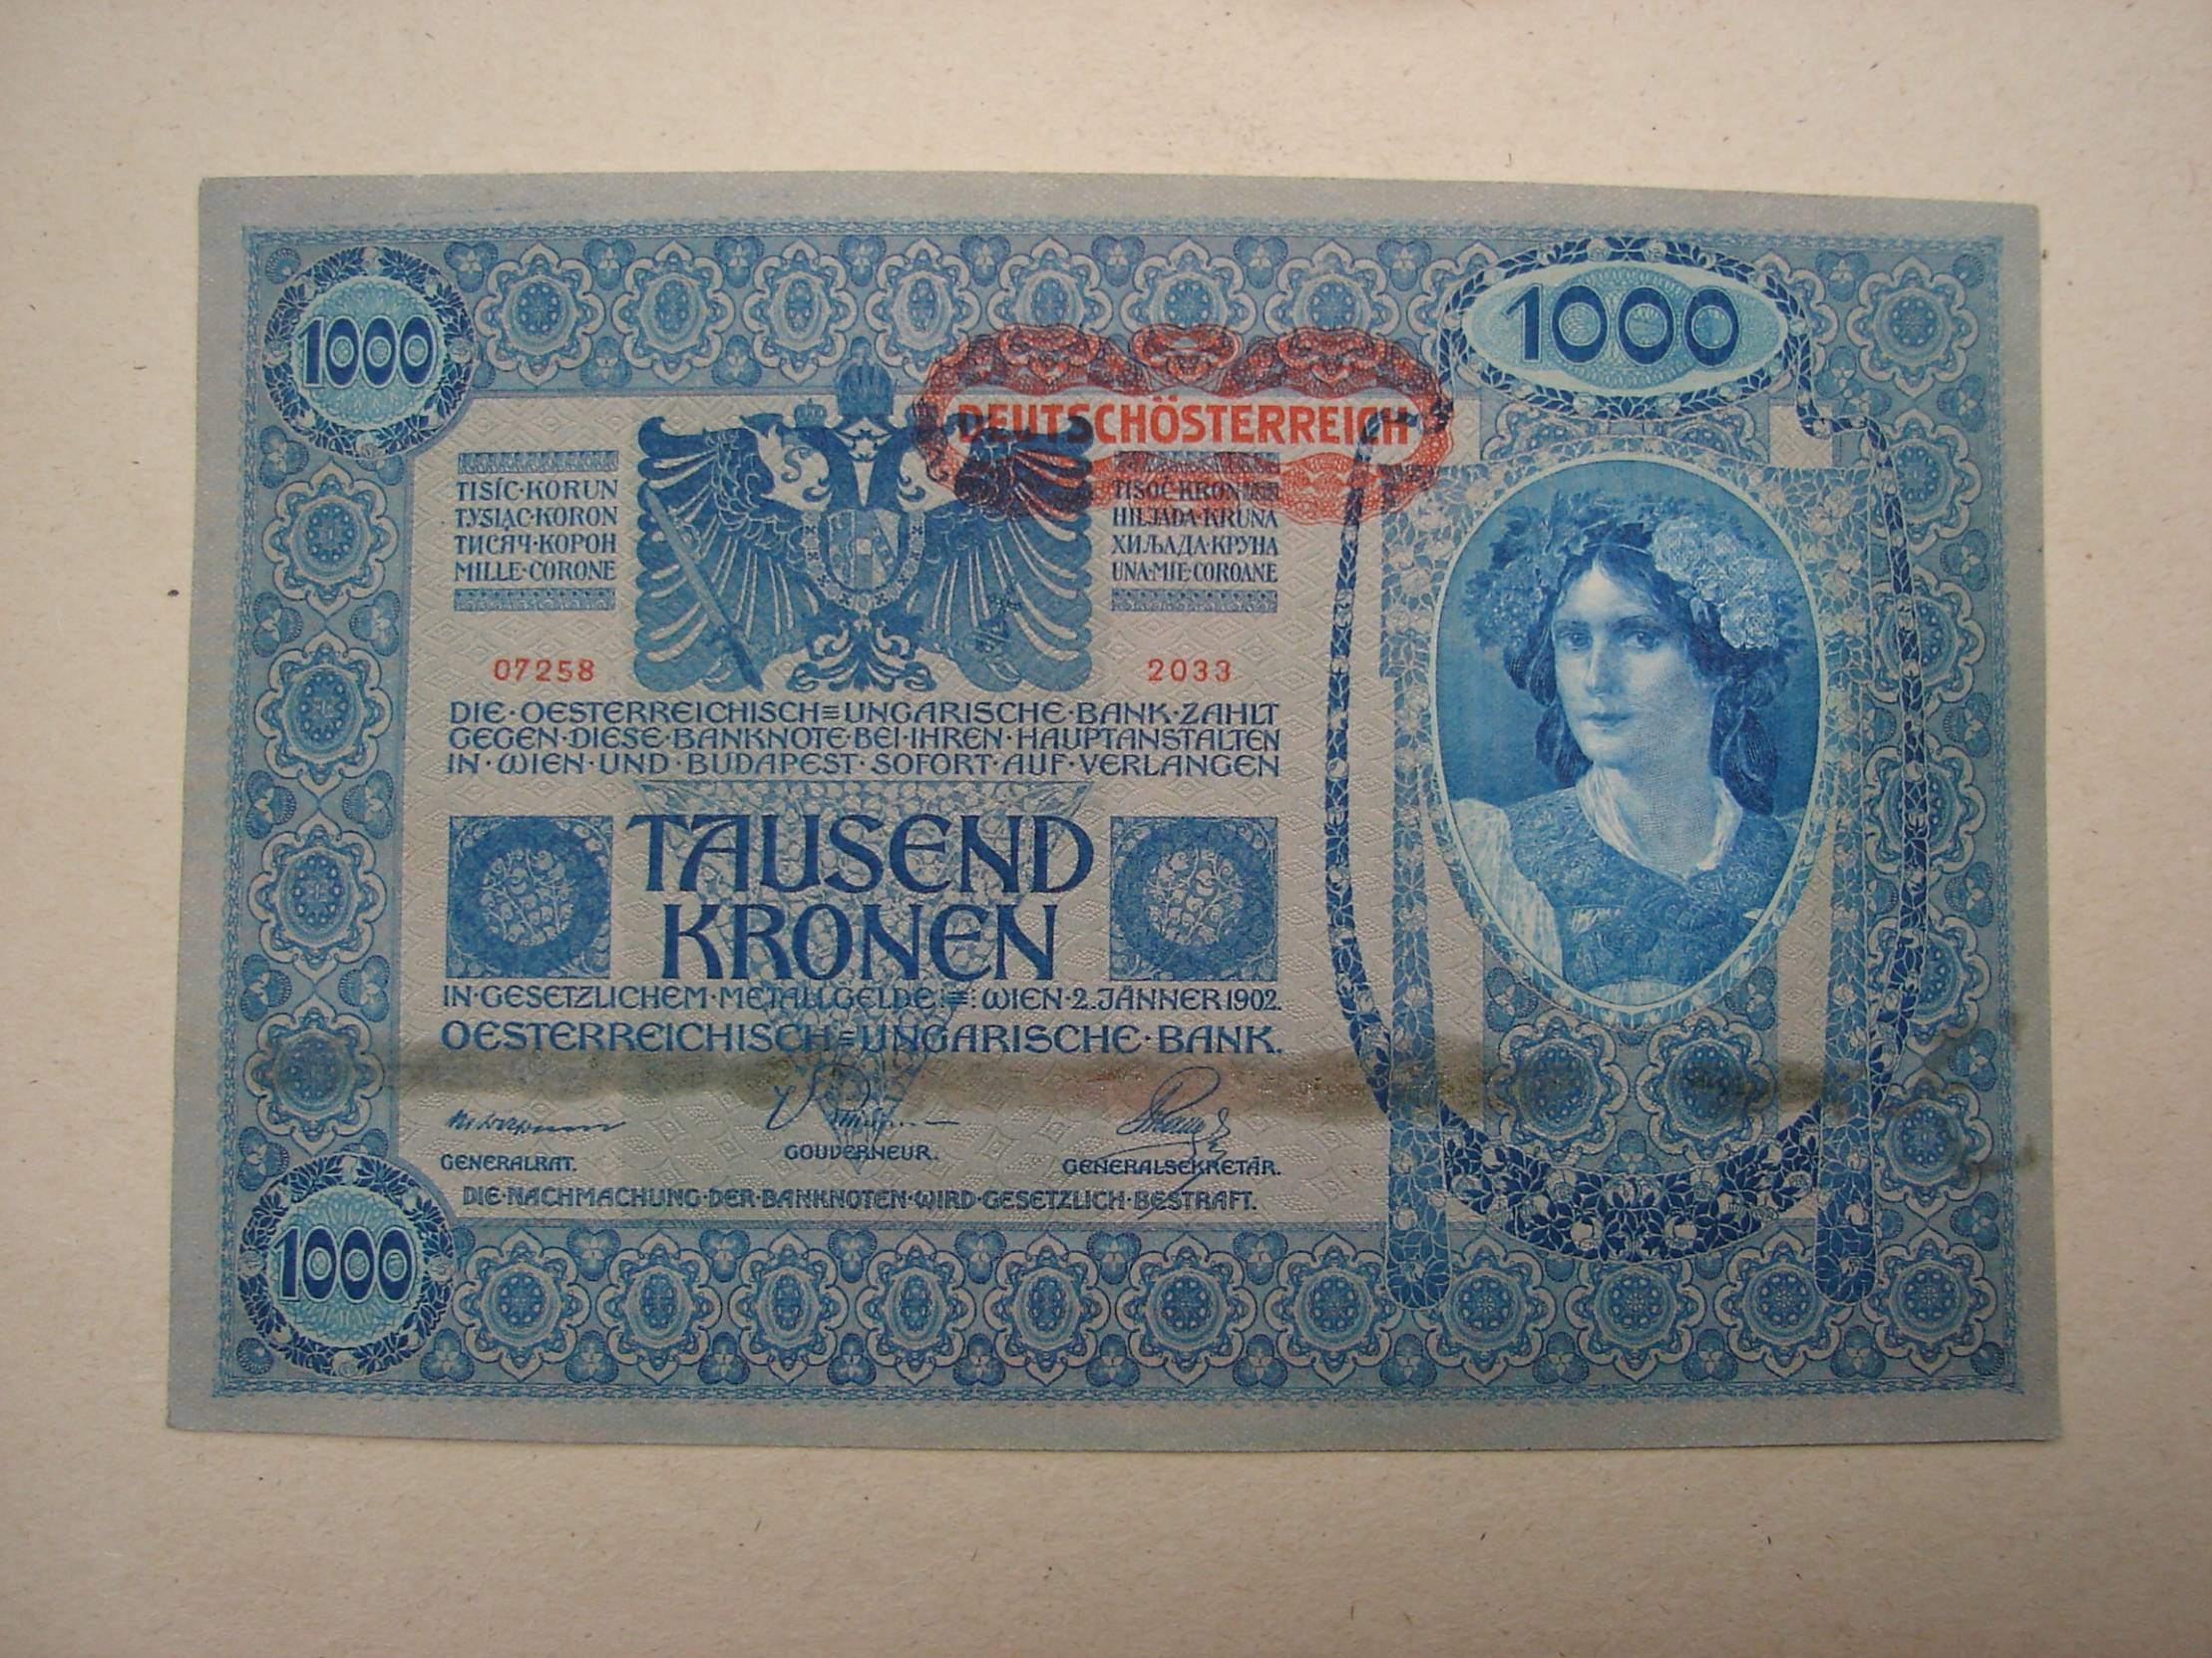 1000
1000
DEUTSCHÖSTERREICH
TISÍC·KORUN
TYSIĄC·KORON
ТИСЯЧ·КОРОН
MILLE·CORONE
TISOČ·KRON
HILJADA·KRUNA
ХИЉАДА·КРУНА
UNA·MIE·COROANE
07258
2033
DIE·OESTERREICHISCH=UNGARISCHE·BANK·ZAHLT
GEGEN·DIESE·BANKNOTE·BEI·IHREN·HAUPTANSTALTEN
IN·WIEN·UND·BUDAPEST·SOFORT·AUF·VERLANGEN
TAUSEND
KRONEN
IN·GESETZLICHEM·METALLGELDE:=:WIEN·2.JÄNNER 1902.
OESTERREICHISCH=UNGARISCHE·BANK.
GENERALRAT.
GOUVERNEUR.
GENERALSEKRETÄR.
DIE·NACHMACHUNG·DER·BANKNOTEN·WIRD·GESETZLICH·BESTRAFT.
1000